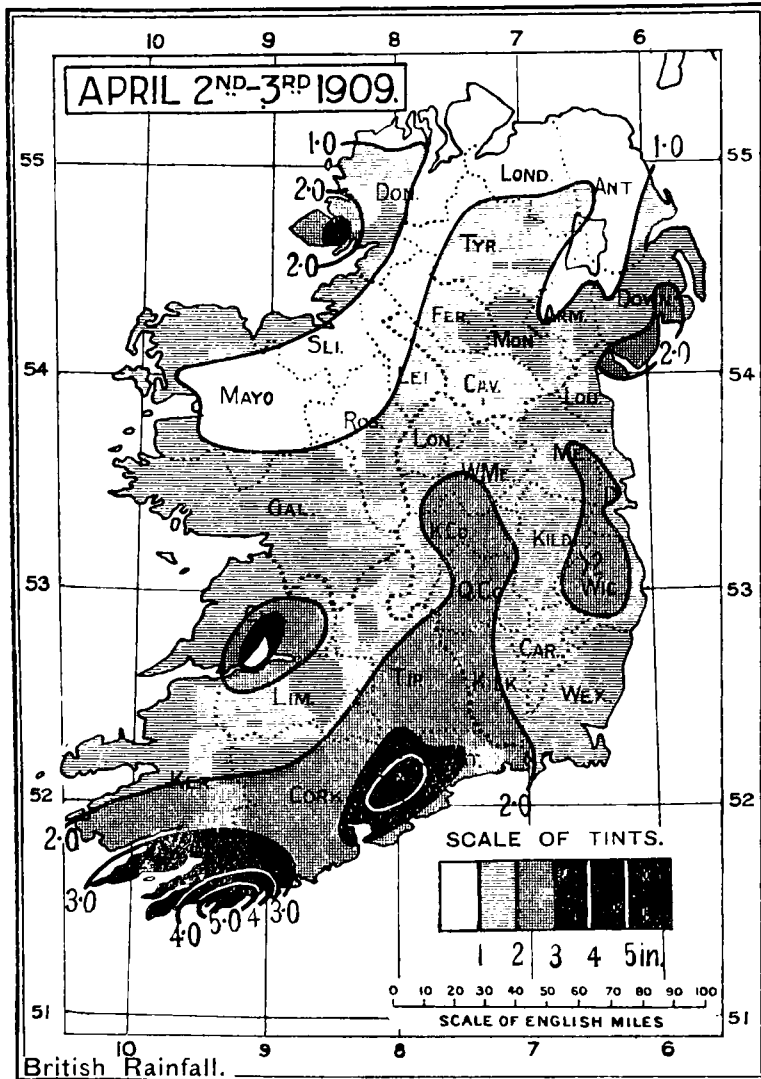 10 9 8 7 6
APRIL 2ND-3RD 1909.
55 1.0 1.0 55
LOND.
DON. ANT
2.0
TYR
2.0
DOWN
FER. ARM.
MON
2.0
SLI.
54 54
LEI CAV.
MAYO
ROS. LOU.
LON.
ME
WME
GAL.
K.CO KILD
2.0
53 WIC 53
Q.CO
CAR.
TIP. KILK
LIM. WEX.
KER.
52 CORK 52
2.0 2.0
3.0 4.0 5.0 4 3.0
SCALE OF TINTS.
1 2 3 4 5in.
0 10 20 30 40 50 60 70 80 90 100
SCALE OF ENGLISH MILES
51 51
10 9 8 7 6
British Rainfall.